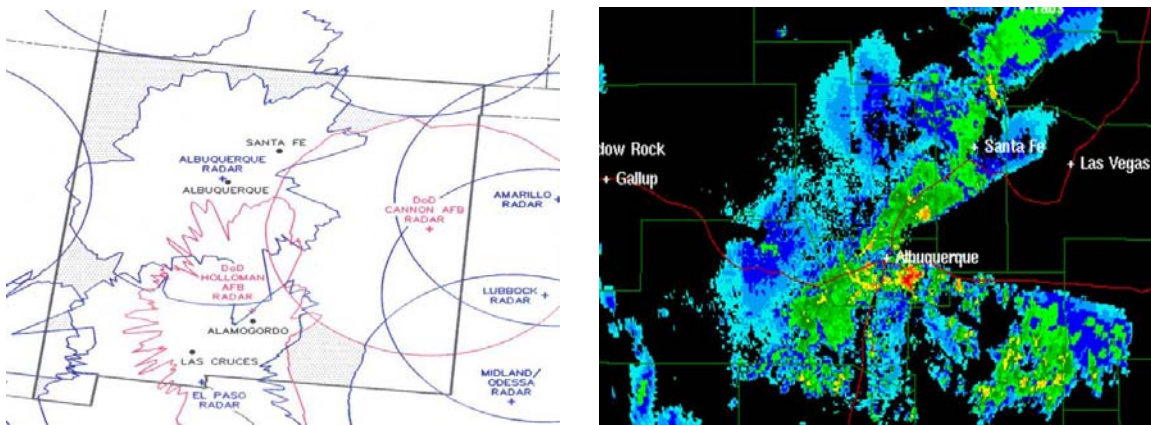 SANTA FE
ALBUQUERQUE
RADAR
ALBUQUERQUE
DoD
CANNON AFB
RADAR
AMARILLO
RADAR
DoD
HOLLOMAN
AFB
RADAR
LUBBOCK
RADAR
ALAMOGORDO
LAS CRUCES
EL PASO
RADAR
MIDLAND/
ODESSA
RADAR
Santa Fe
dow Rock
Las Vegas
Gallup
Albuquerque